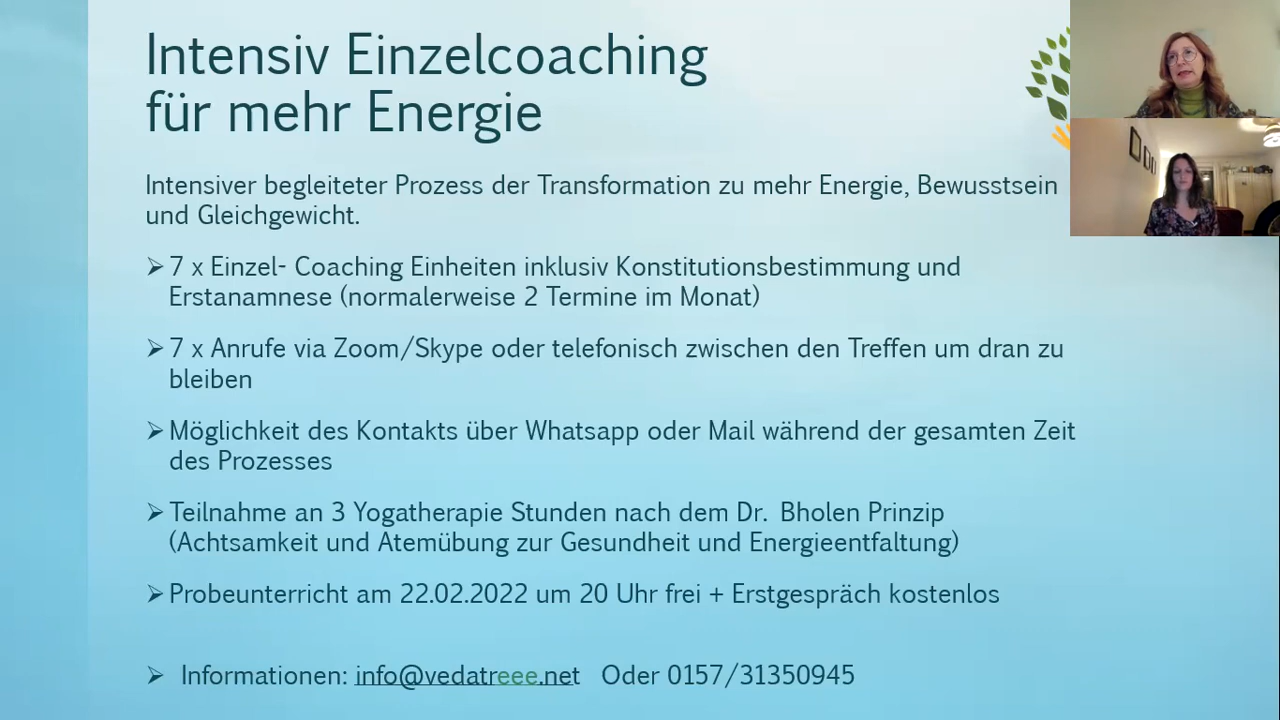 Intensiv Einzelcoaching
für mehr Energie
Intensiver begleiteter Prozess der Transformation zu mehr Energie, Bewusstsein
und Gleichgewicht.
➢ 7 x Einzel- Coaching Einheiten inklusiv Konstitutionsbestimmung und
Erstanamnese (normalerweise 2 Termine im Monat)
➢ 7 x Anrufe via Zoom/Skype oder telefonisch zwischen den Treffen um dran zu
bleiben
➢ Möglichkeit des Kontakts über Whatsapp oder Mail während der gesamten Zeit
des Prozesses
➢ Teilnahme an 3 Yogatherapie Stunden nach dem Dr. Bholen Prinzip
(Achtsamkeit und Atemübung zur Gesundheit und Energieentfaltung)
➢ Probeunterricht am 22.02.2022 um 20 Uhr frei + Erstgespräch kostenlos
➢ Informationen: info@vedatreee.net Oder 0157/31350945